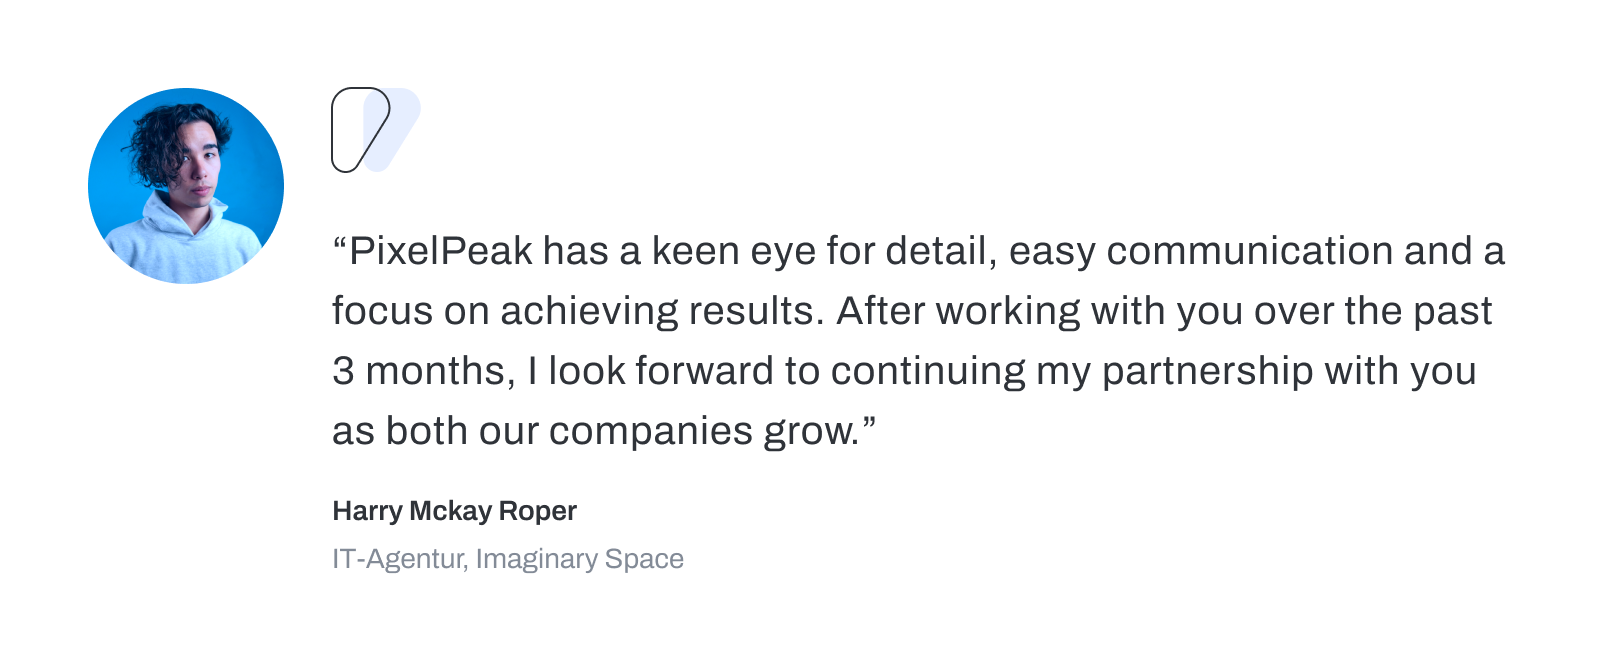 “PixelPeak has a keen eye for detail, easy communication and a
focus on achieving results. After working with you over the past
3 months, I look forward to continuing my partnership with you
as both our companies grow.”
Harry Mckay Roper
IT-Agentur, Imaginary Space